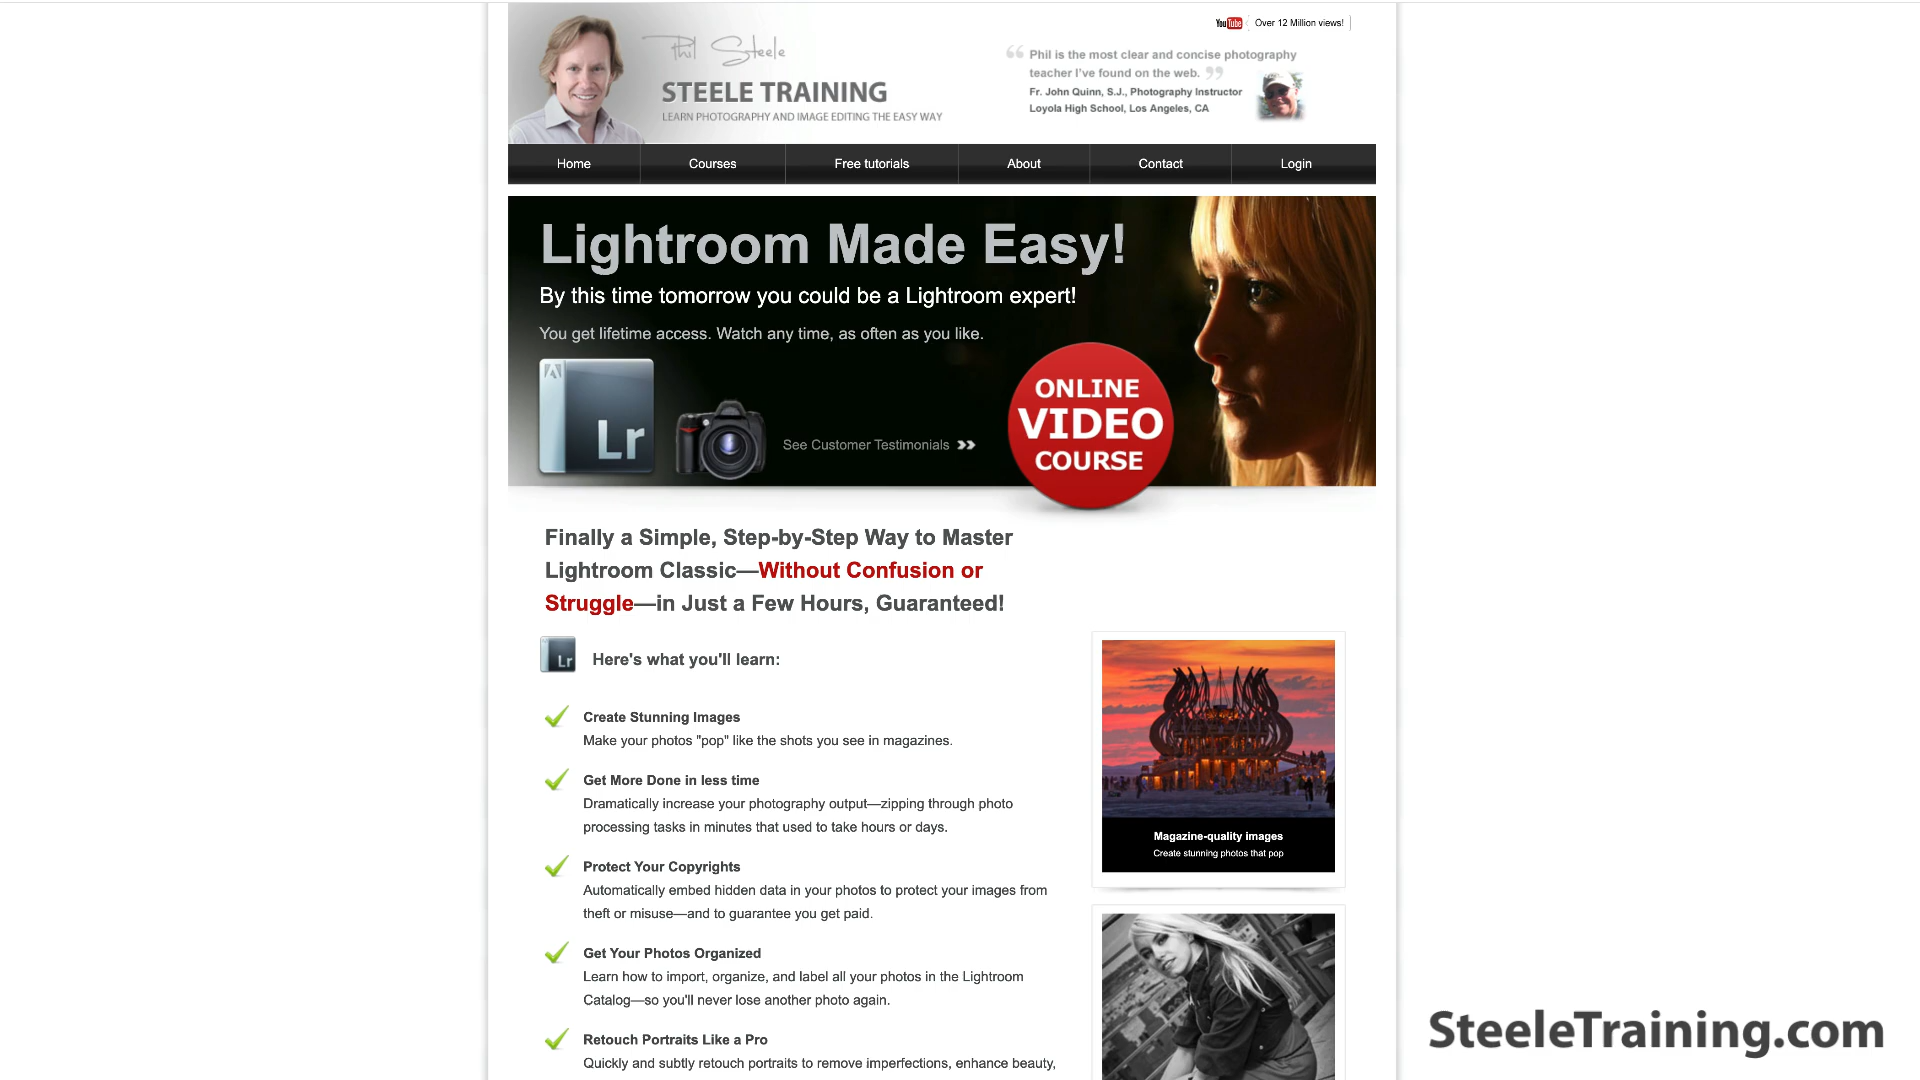 YouTube Over 12 Million views!
Phil Steele
STEELE TRAINING
LEARN PHOTOGRAPHY AND IMAGE EDITING THE EASY WAY
“ Phil is the most clear and concise photography
teacher I've found on the web. ”
Fr. John Quinn, S.J., Photography Instructor
Loyola High School, Los Angeles, CA
Home Courses Free tutorials About Contact Login
Lightroom Made Easy!
By this time tomorrow you could be a Lightroom expert!
You get lifetime access. Watch any time, as often as you like.
Lr
See Customer Testimonials
ONLINE
VIDEO
COURSE
Finally a Simple, Step-by-Step Way to Master
Lightroom Classic—Without Confusion or
Struggle—in Just a Few Hours, Guaranteed!
Lr
Here's what you'll learn:
Create Stunning Images
Make your photos "pop" like the shots you see in magazines.
Get More Done in less time
Dramatically increase your photography output—zipping through photo
processing tasks in minutes that used to take hours or days.
Protect Your Copyrights
Automatically embed hidden data in your photos to protect your images from
theft or misuse—and to guarantee you get paid.
Get Your Photos Organized
Learn how to import, organize, and label all your photos in the Lightroom
Catalog—so you'll never lose another photo again.
Retouch Portraits Like a Pro
Quickly and subtly retouch portraits to remove imperfections, enhance beauty,
Magazine-quality images
Create stunning photos that pop
SteeleTraining.com